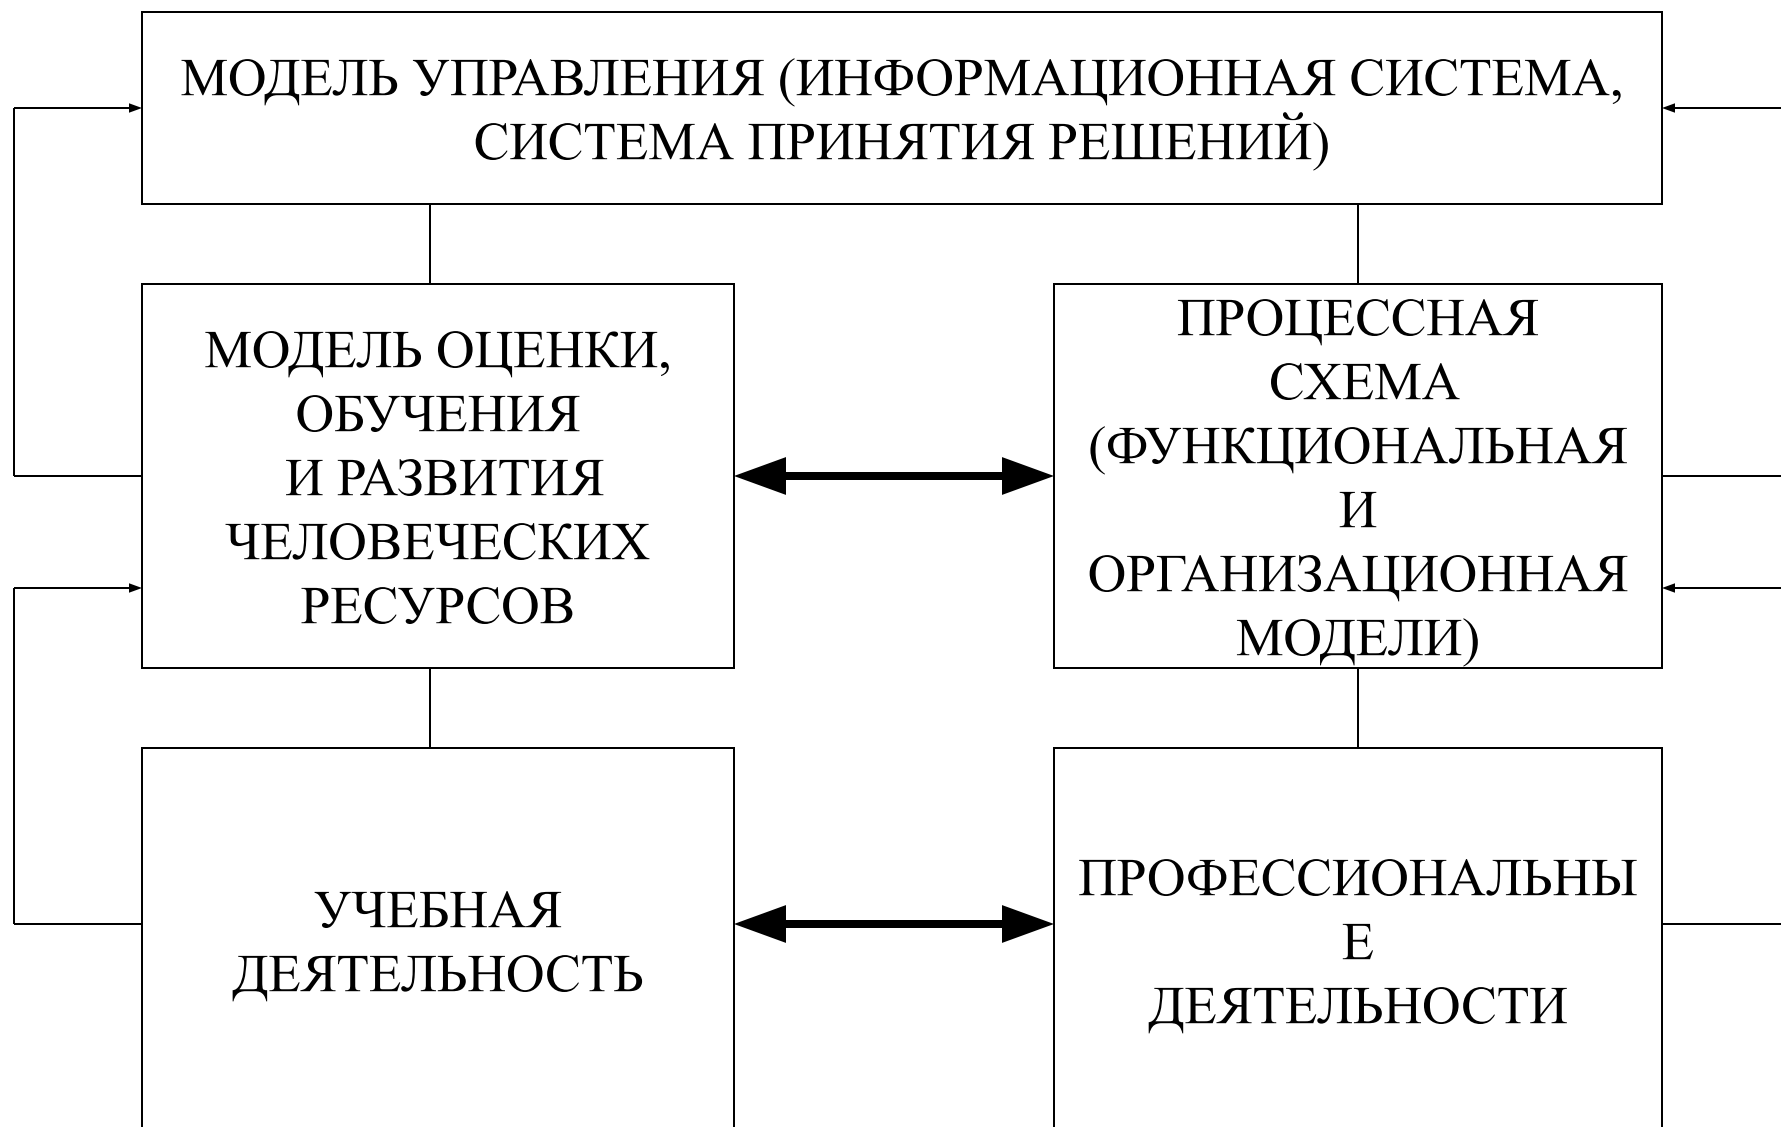 МОДЕЛЬ УПРАВЛЕНИЯ (ИНФОРМАЦИОННАЯ СИСТЕМА,
СИСТЕМА ПРИНЯТИЯ РЕШЕНИЙ)
МОДЕЛЬ ОЦЕНКИ,
ОБУЧЕНИЯ
И РАЗВИТИЯ
ЧЕЛОВЕЧЕСКИХ
РЕСУРСОВ
ПРОЦЕССНАЯ
СХЕМА
(ФУНКЦИОНАЛЬНАЯ
И
ОРГАНИЗАЦИОННАЯ
МОДЕЛИ)
УЧЕБНАЯ
ДЕЯТЕЛЬНОСТЬ
ПРОФЕССИОНАЛЬНЫ
Е
ДЕЯТЕЛЬНОСТИ